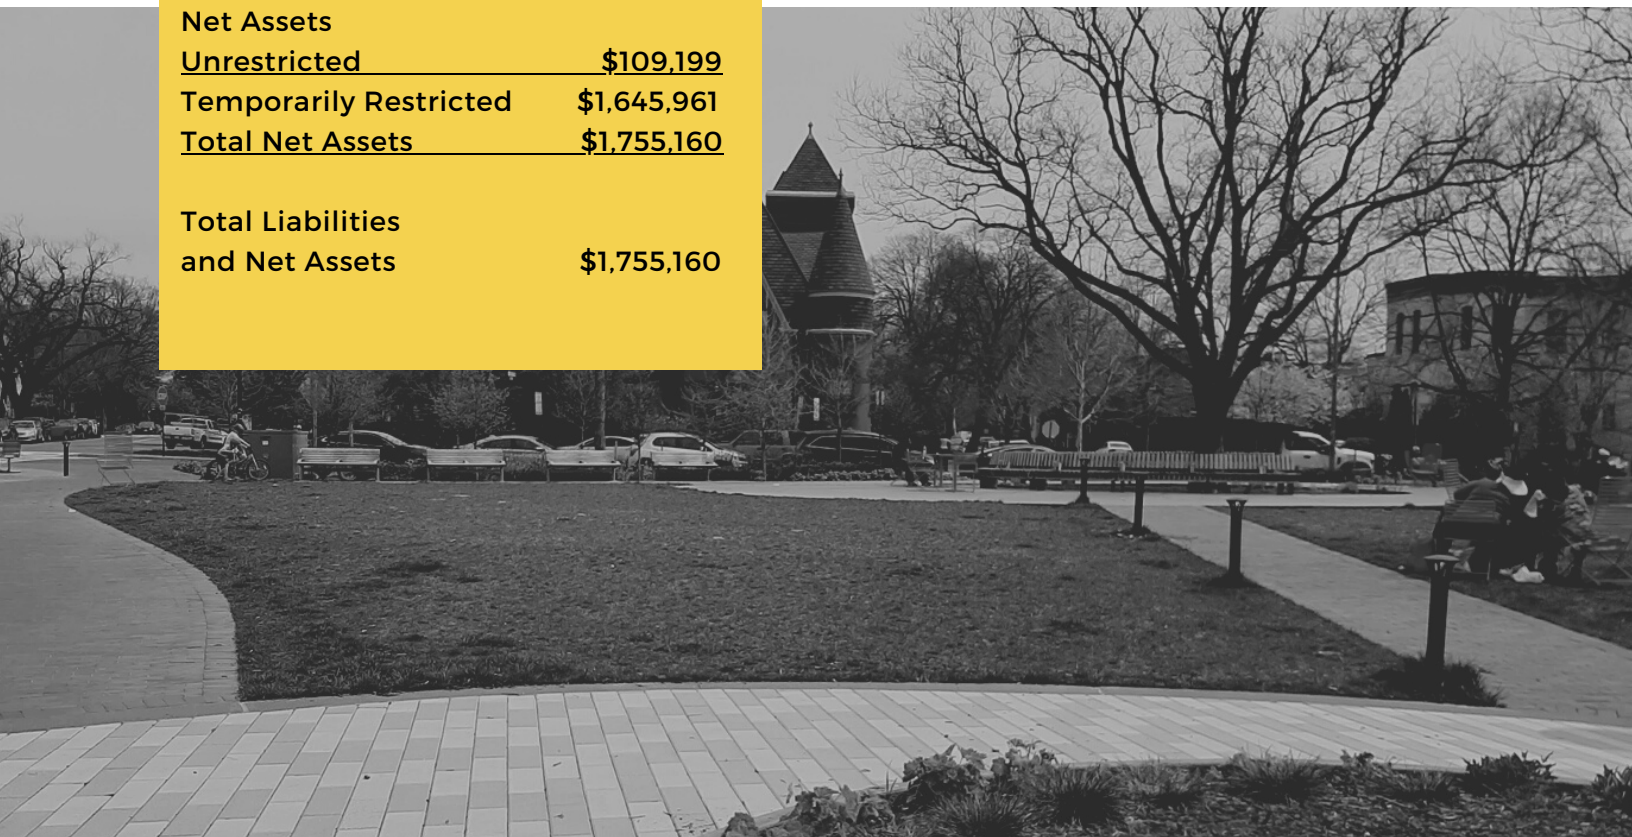 Net Assets
Unrestricted $109,199
Temporarily Restricted $1,645,961
Total Net Assets $1,755,160
Total Liabilities
and Net Assets $1,755,160